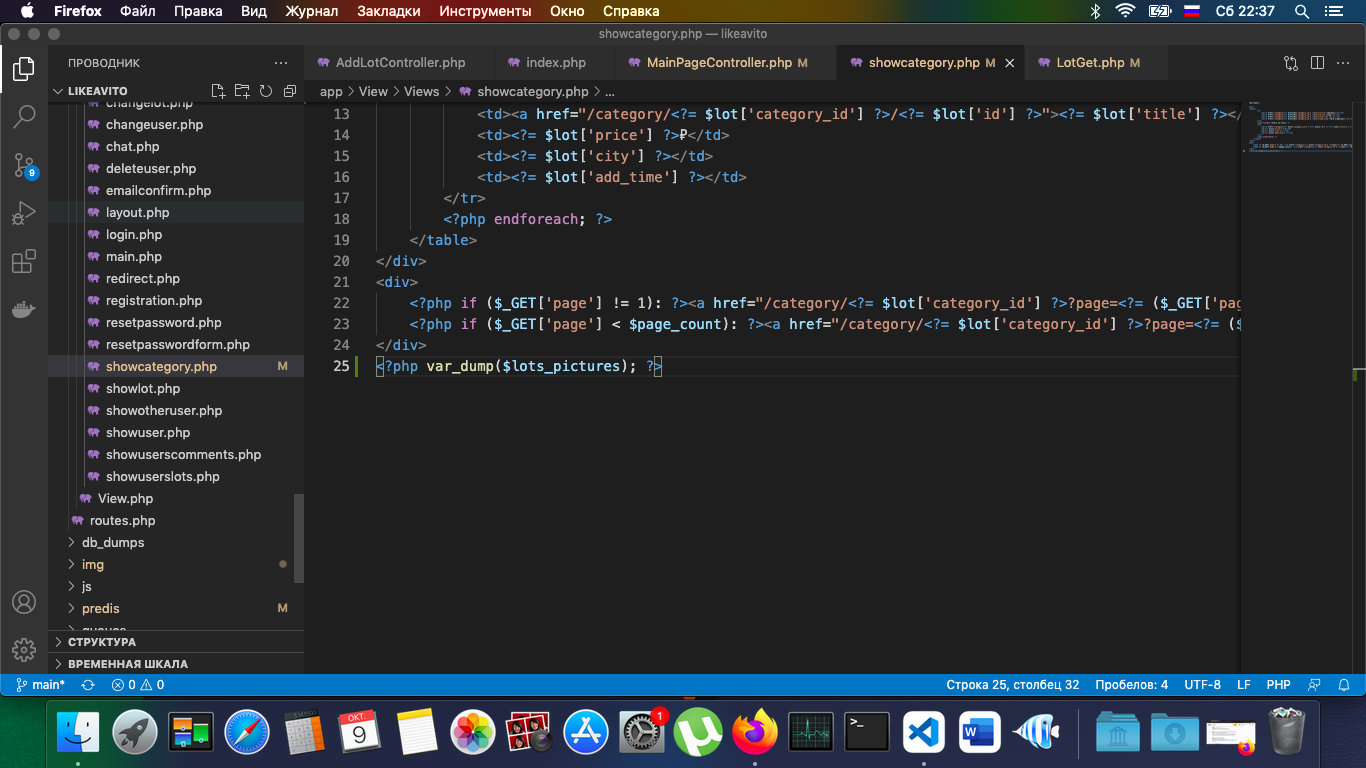 Firefox Файл Правка Вид Журнал Закладки Инструменты Окно Справка Сб 22:37
showcategory.php — likeavito
ПРОВОДНИК
AddLotController.php index.php MainPageController.php M showcategory.php M LotGet.php M
LIKEAVITO
app > View > Views > showcategory.php > ...
changelot.php
changeuser.php
chat.php
deleteuser.php
emailconfirm.php
layout.php
login.php
main.php
redirect.php
registration.php
resetpassword.php
resetpasswordform.php
showcategory.php M
showlot.php
showotheruser.php
showuser.php
showuserscomments.php
showuserslots.php
View.php
routes.php
db_dumps
img
js
predis M
queues
СТРУКТУРА
ВРЕМЕННАЯ ШКАЛА
13 <td><a href="/category/<?= $lot['category_id'] ?>/<?= $lot['id'] ?>"><?= $lot['title'] ?></
14 <td><?= $lot['price'] ?>₽</td>
15 <td><?= $lot['city'] ?></td>
16 <td><?= $lot['add_time'] ?></td>
17 </tr>
18 <?php endforeach; ?>
19 </table>
20 </div>
21 <div>
22 <?php if ($_GET['page'] != 1): ?><a href="/category/<?= $lot['category_id'] ?>?page=<?= ($_GET['pag
23 <?php if ($_GET['page'] < $page_count): ?><a href="/category/<?= $lot['category_id'] ?>?page=<?= ($
24 </div>
25 <?php var_dump($lots_pictures); ?>
9
main* 0 0 Строка 25, столбец 32 Пробелов: 4 UTF-8 LF PHP
ОКТ.
9
1